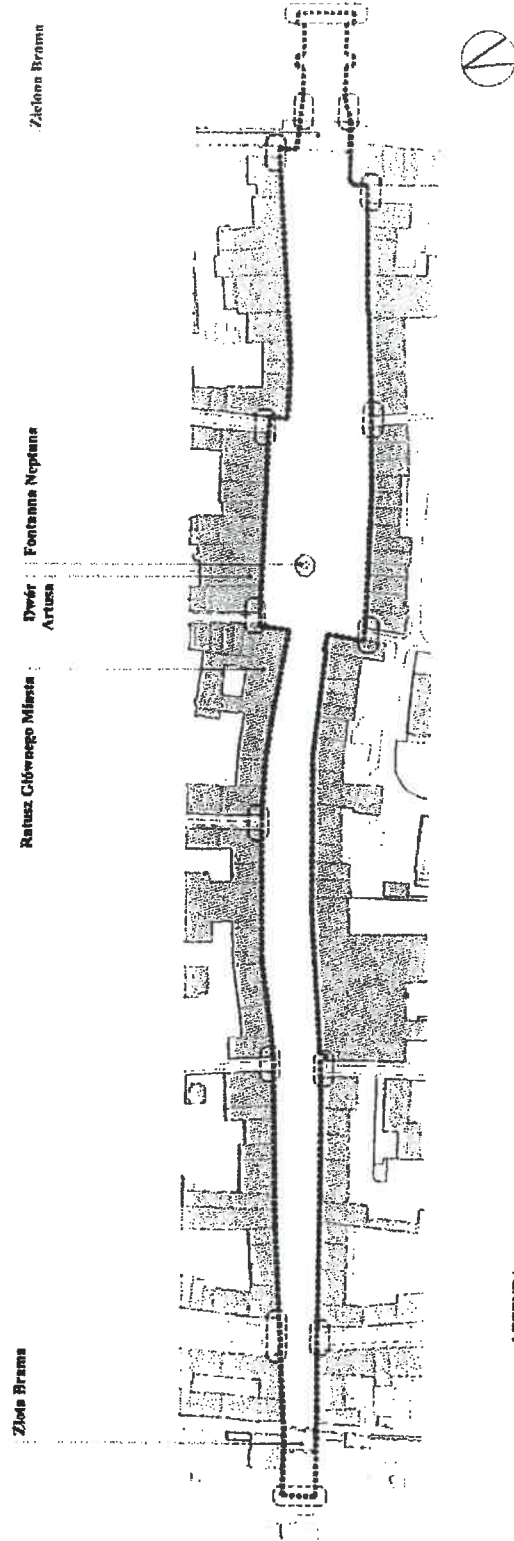 Złota Brama
Ratusz Głównego Miasta
Dwór
Artusa
Fontanna Neptuna
Zielona Brama